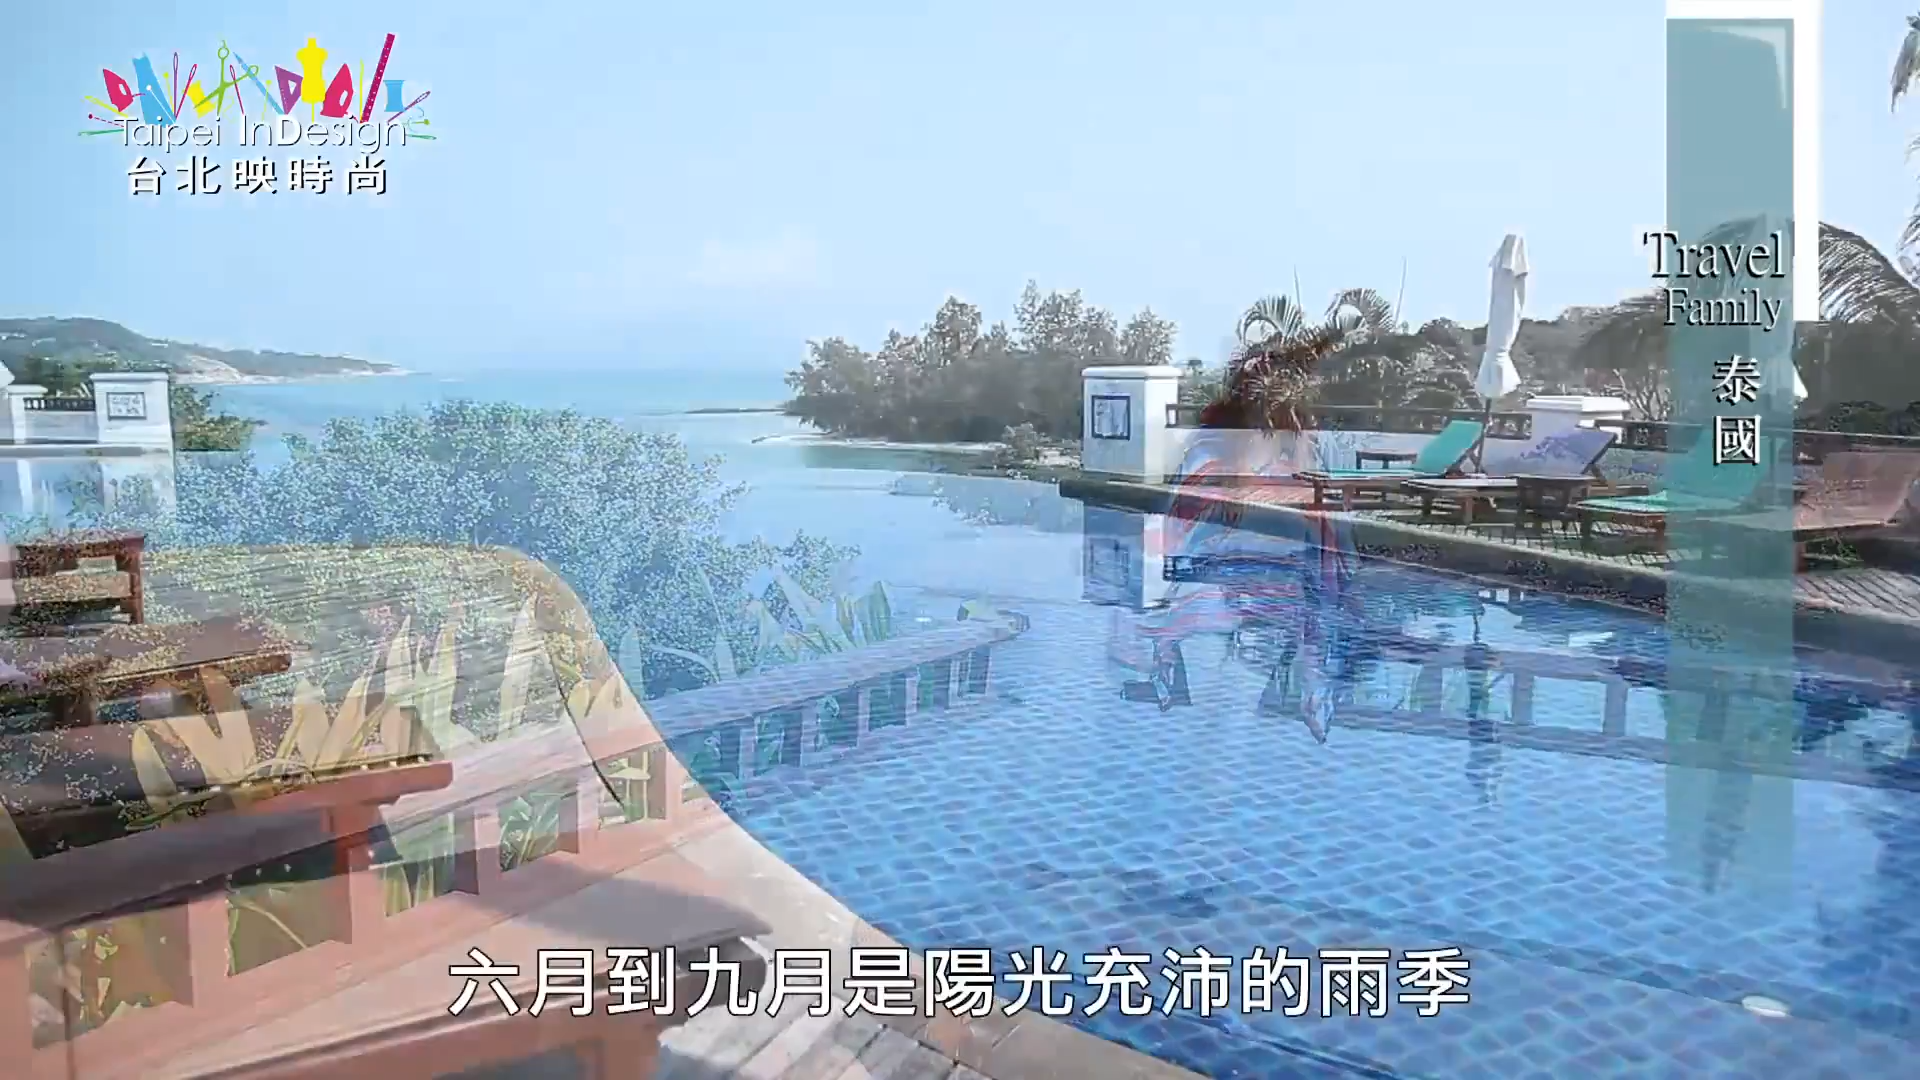 Taipei InDesign
台北映時尚
Travel
Family
泰國
六月到九月是陽光充沛的雨季